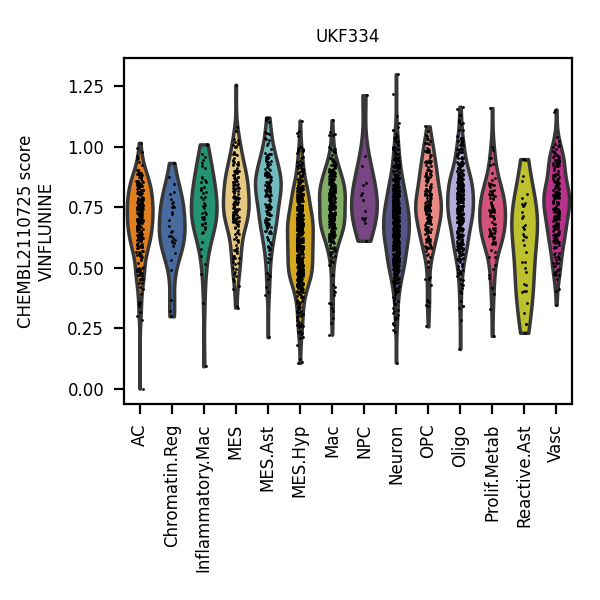 UKF334
CHEMBL2110725 score
VINFLUNINE
1.25
1.00
0.75
0.50
0.25
0.00
AC
Chromatin.Reg
Inflammatory.Mac
MES
MES.Ast
MES.Hyp
Mac
NPC
Neuron
OPC
Oligo
Prolif.Metab
Reactive.Ast
Vasc